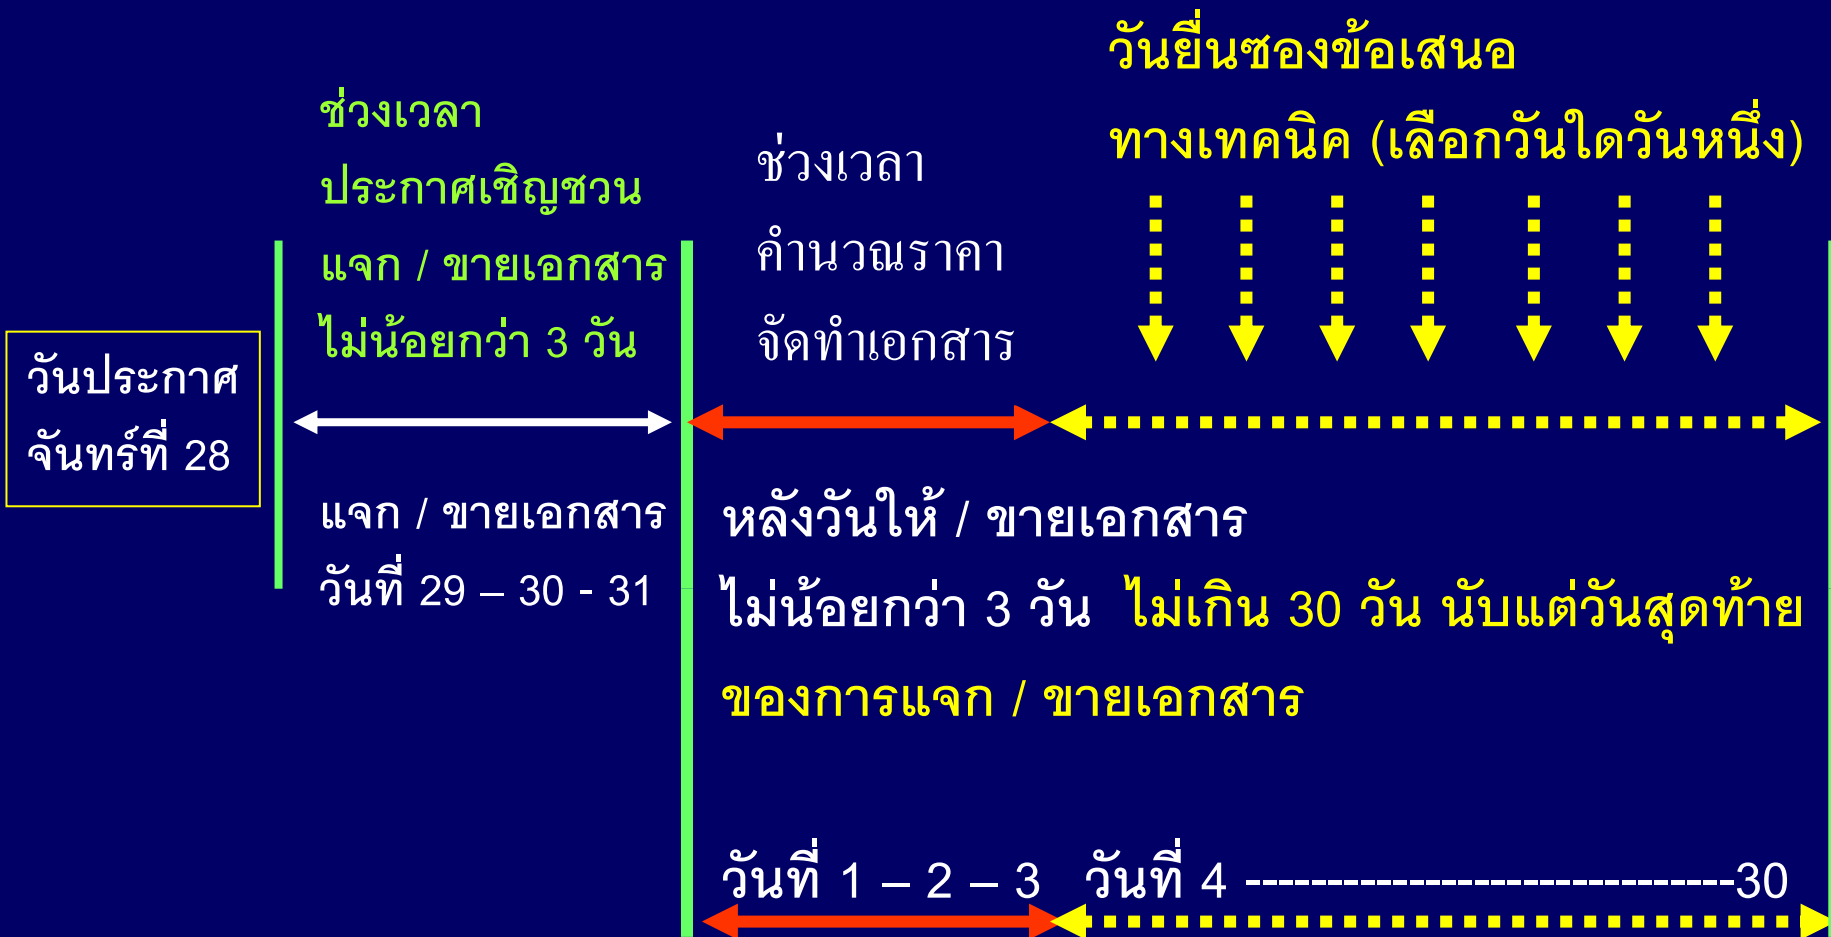 วันประกาศ
จันทร์ที่ 28
ช่วงเวลา
ประกาศเชิญชวน
แจก / ขายเอกสาร
ไม่น้อยกว่า 3 วัน
แจก / ขายเอกสาร
วันที่ 29 – 30 - 31
ช่วงเวลา
คำนวณราคา
จัดทำเอกสาร
วันยื่นซองข้อเสนอ
ทางเทคนิค (เลือกวันใดวันหนึ่ง)
หลังวันให้ / ขายเอกสาร
ไม่น้อยกว่า 3 วัน ไม่เกิน 30 วัน นับแต่วันสุดท้าย
ของการแจก / ขายเอกสาร
วันที่ 1 – 2 – 3 วันที่ 4 ------------------------------30